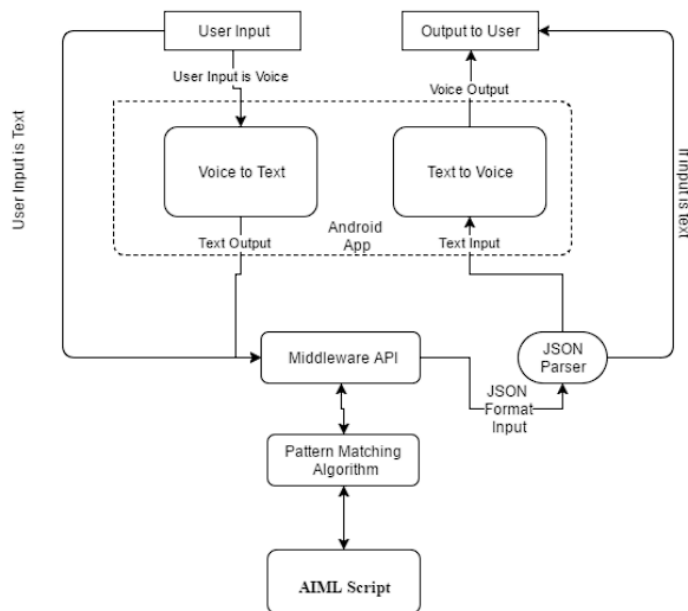 User Input
Output to User
User Input is Voice
Voice Output
User Input is Text
If input is text
Voice to Text
Text to Voice
Android
App
Text Output
Text Input
Middleware API
JSON
Parser
JSON
Format
Input
Pattern Matching
Algorithm
AIML Script